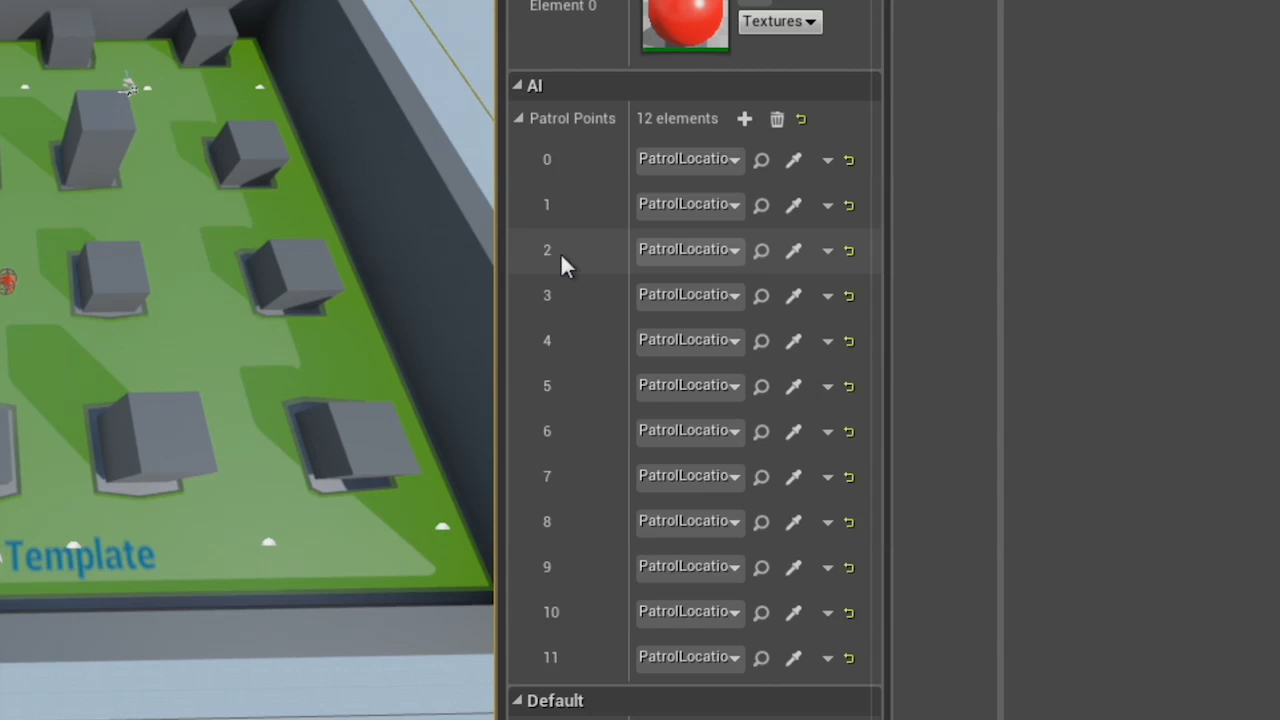 Element 0
Textures
AI
Patrol Points 12 elements
0 PatrolLocatio
1 PatrolLocatio
2 PatrolLocatio
3 PatrolLocatio
4 PatrolLocatio
5 PatrolLocatio
6 PatrolLocatio
7 PatrolLocatio
8 PatrolLocatio
9 PatrolLocatio
10 PatrolLocatio
11 PatrolLocatio
Default
Template